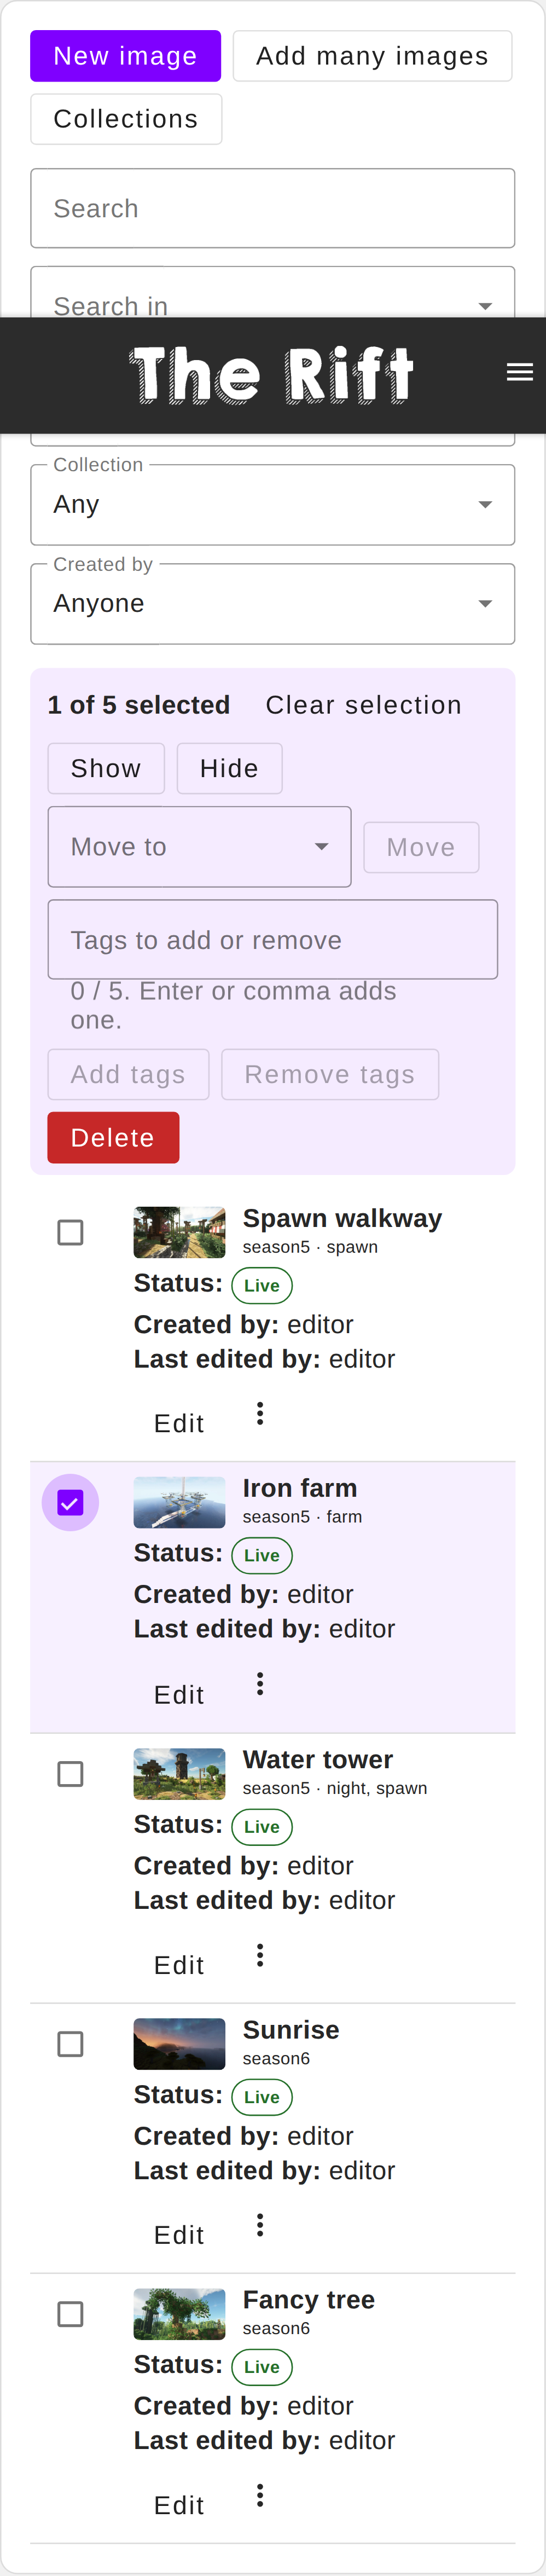 New image
Add many images
Collections
Search
Search in
The Rift
Collection
Any
Created by
Anyone
1 of 5 selected
Clear selection
Show
Hide
Move to
Move
Tags to add or remove
0 / 5. Enter or comma adds
one.
Add tags
Remove tags
Delete
Spawn walkway
season5 · spawn
Status: Live
Created by: editor
Last edited by: editor
Edit
Iron farm
season5 · farm
Status: Live
Created by: editor
Last edited by: editor
Edit
Water tower
season5 · night, spawn
Status: Live
Created by: editor
Last edited by: editor
Edit
Sunrise
season6
Status: Live
Created by: editor
Last edited by: editor
Edit
Fancy tree
season6
Status: Live
Created by: editor
Last edited by: editor
Edit